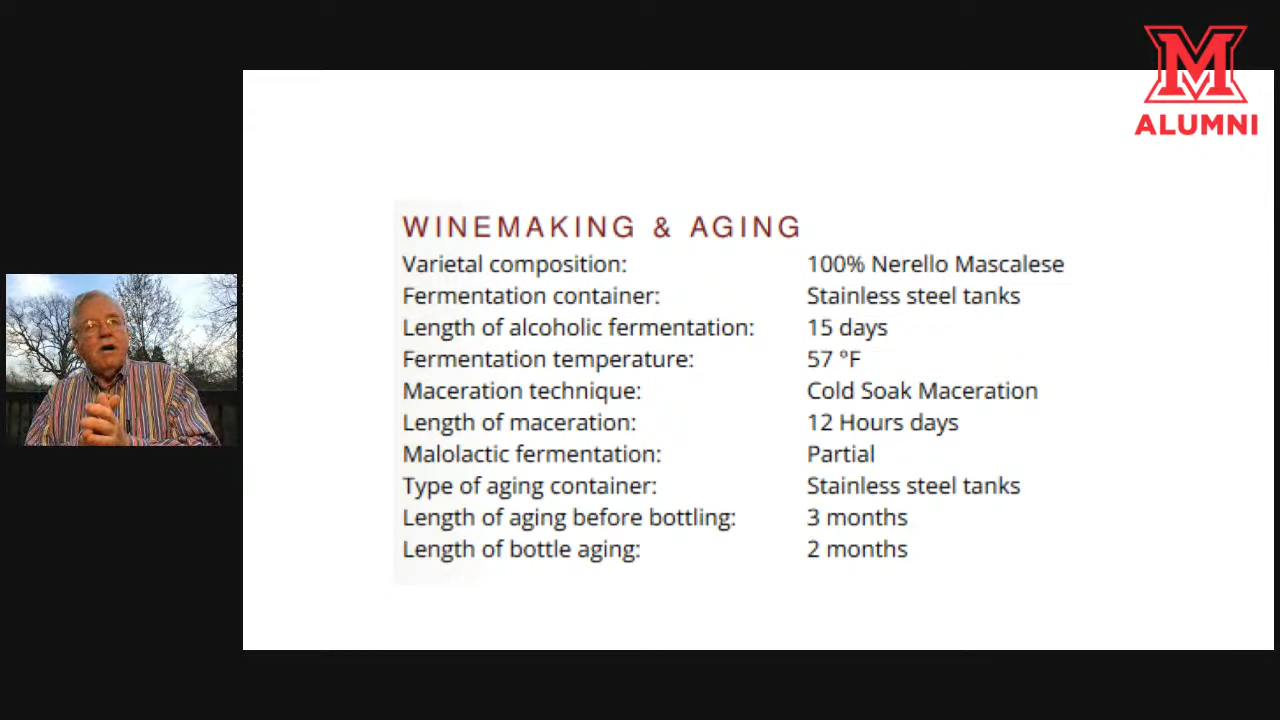 M
ALUMNI
WINEMAKING & AGING
Varietal composition: 100% Nerello Mascalese
Fermentation container: Stainless steel tanks
Length of alcoholic fermentation: 15 days
Fermentation temperature: 57 ºF
Maceration technique: Cold Soak Maceration
Length of maceration: 12 Hours days
Malolactic fermentation: Partial
Type of aging container: Stainless steel tanks
Length of aging before bottling: 3 months
Length of bottle aging: 2 months